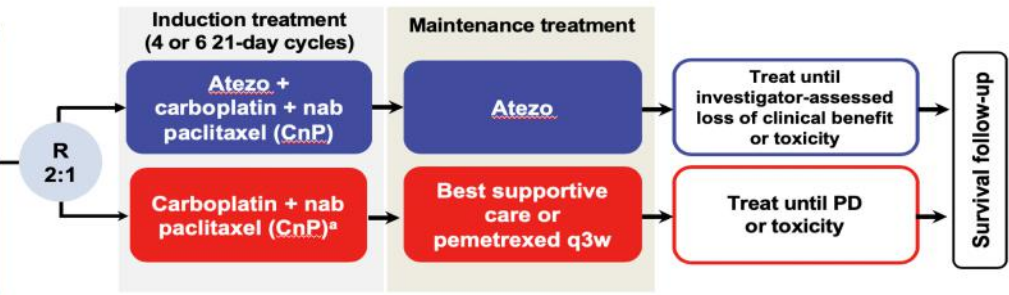 Induction treatment
(4 or 6 21-day cycles)
Maintenance treatment
R
2:1
Atezo +
carboplatin + nab
paclitaxel (CnP)
Atezo
Treat until
investigator-assessed
loss of clinical benefit
or toxicity
Carboplatin + nab
paclitaxel (CnP)ᵃ
Best supportive
care or
pemetrexed q3w
Treat until PD
or toxicity
Survival follow-up